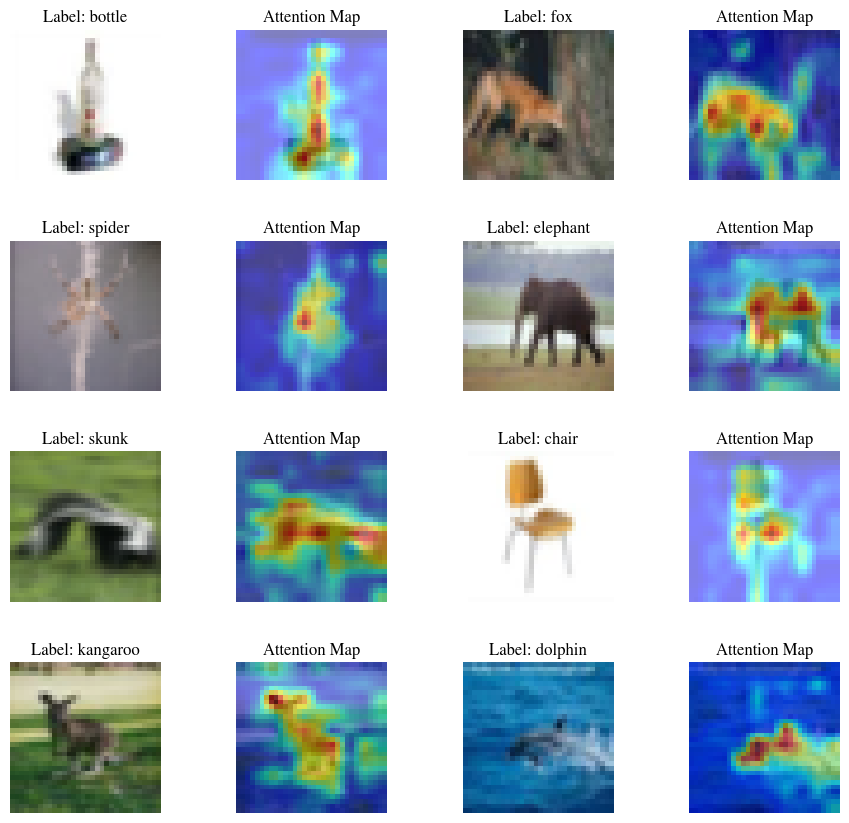 Label: bottle
Attention Map
Label: fox
Attention Map
Label: spider
Attention Map
Label: elephant
Attention Map
Label: skunk
Attention Map
Label: chair
Attention Map
Label: kangaroo
Attention Map
Label: dolphin
Attention Map